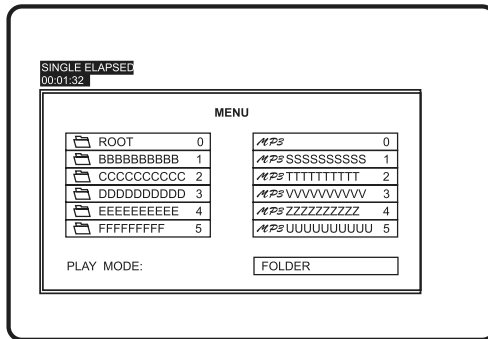 SINGLE ELAPSED
00:01:32
MENU
ROOT 0
BBBBBBBBBB 1
CCCCCCCCCC 2
DDDDDDDDDD 3
EEEEEEEEEE 4
FFFFFFFFF 5
MP3 0
MP3 SSSSSSSSSS 1
MP3 TTTTTTTTTT 2
MP3 VVVVVVVVVV 3
MP3 ZZZZZZZZZZ 4
MP3 UUUUUUUUUU 5
PLAY MODE: FOLDER